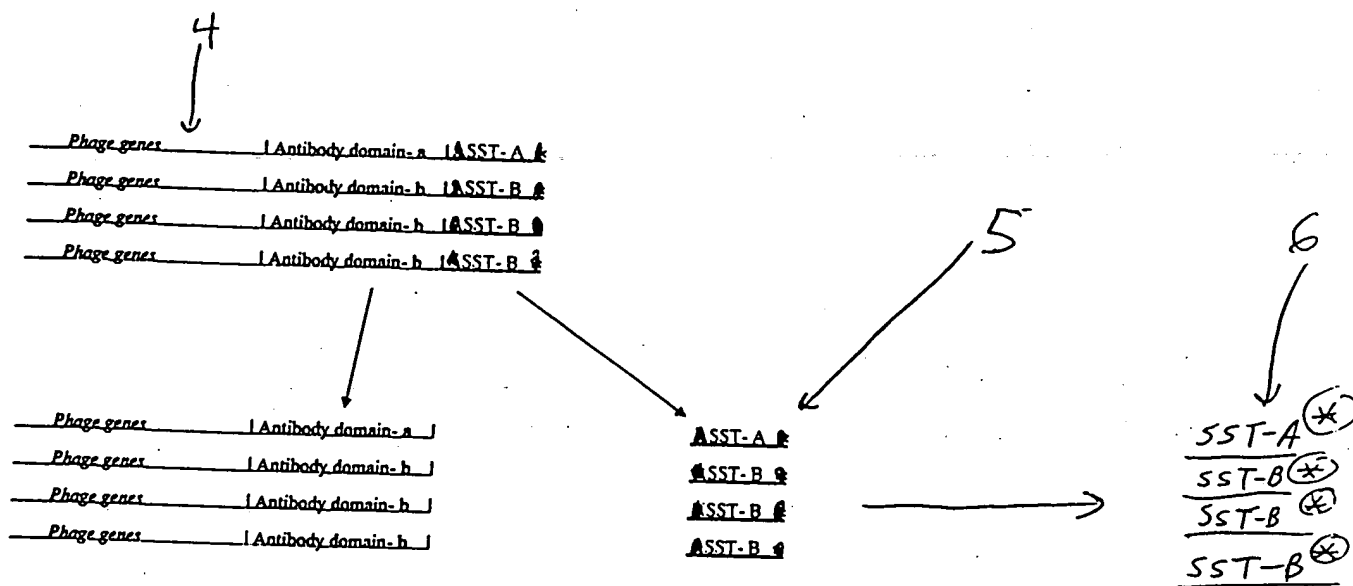 4
Phage genes | Antibody domain- a | SST-A
Phage genes | Antibody domain- b | SST-B
Phage genes | Antibody domain- b | SST-B
Phage genes | Antibody domain- b | SST-B
5
6
Phage genes | Antibody domain- a | SST-A SST-A *
Phage genes | Antibody domain- b | SST-B SST-B *
Phage genes | Antibody domain- b | SST-B SST-B *
Phage genes | Antibody domain- b | SST-B SST-B *